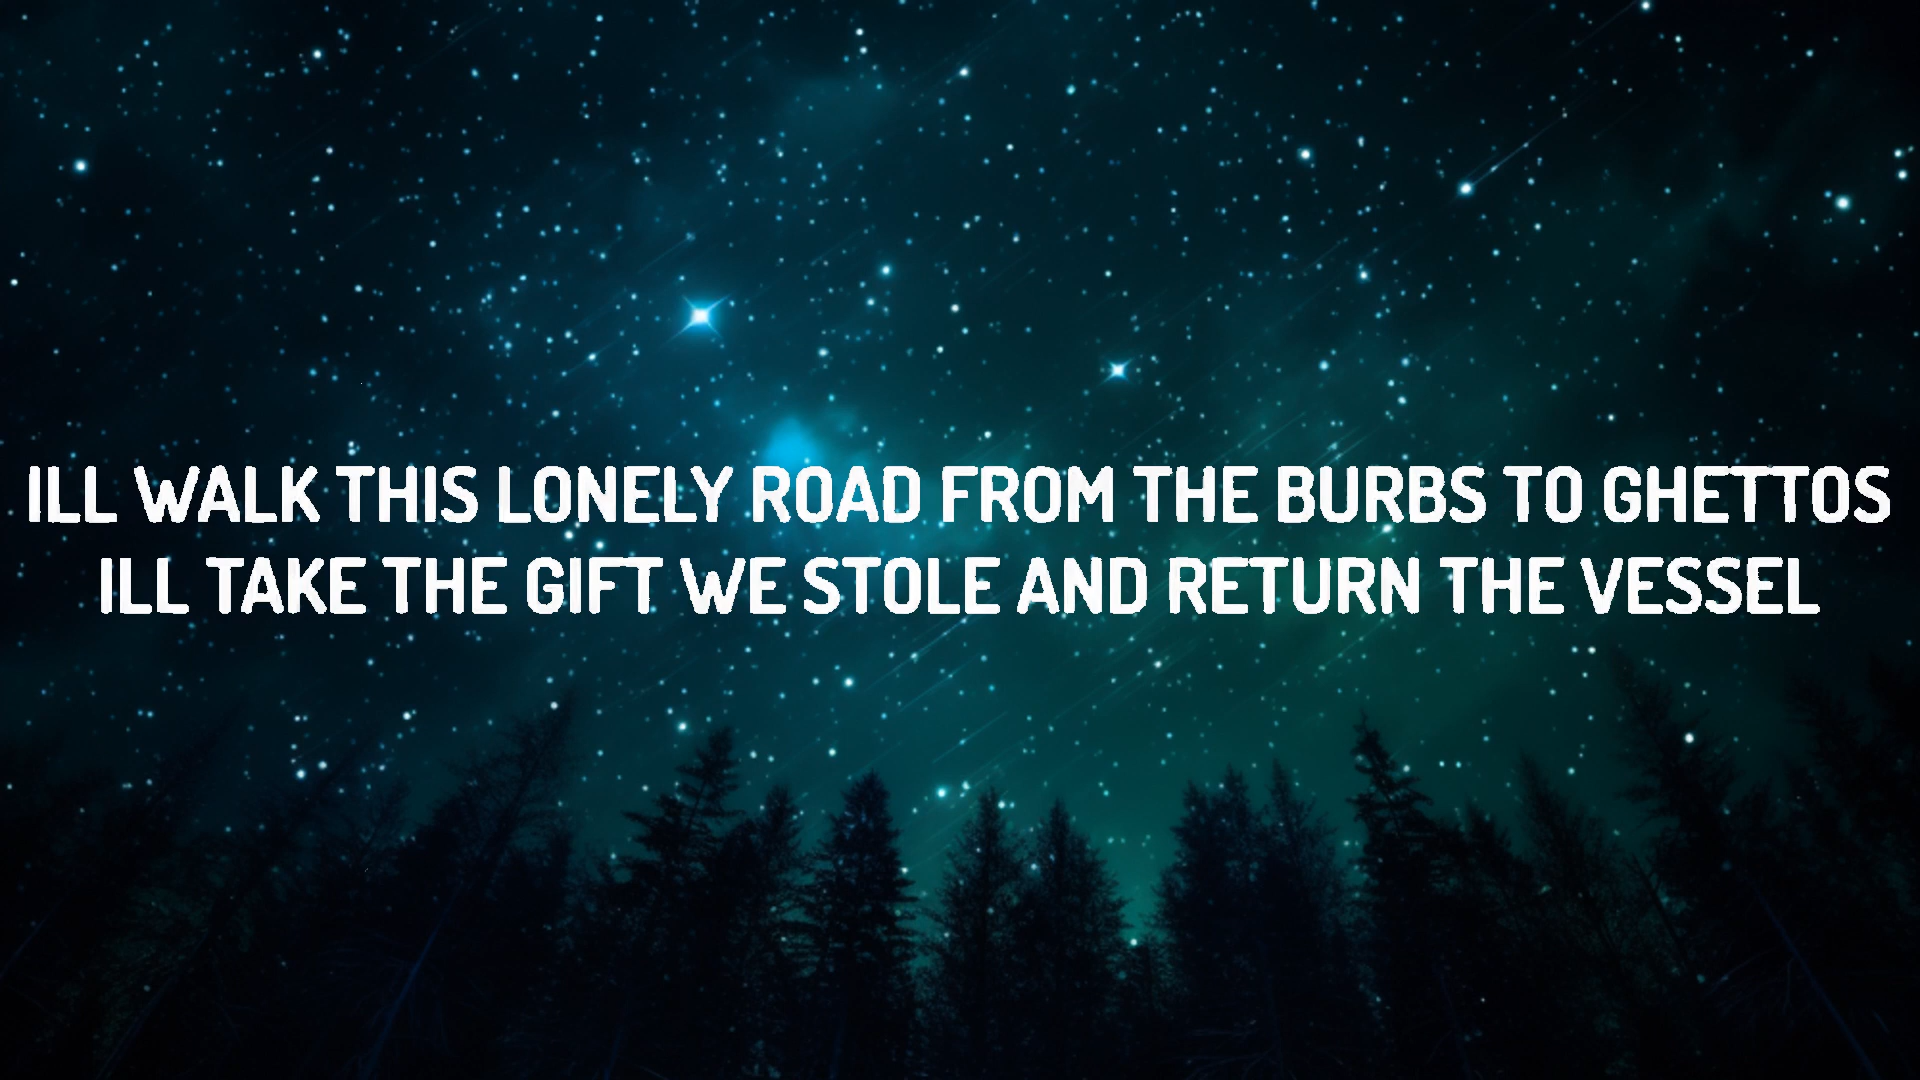 ILL WALK THIS LONELY ROAD FROM THE BURBS TO GHETTOS
ILL TAKE THE GIFT WE STOLE AND RETURN THE VESSEL